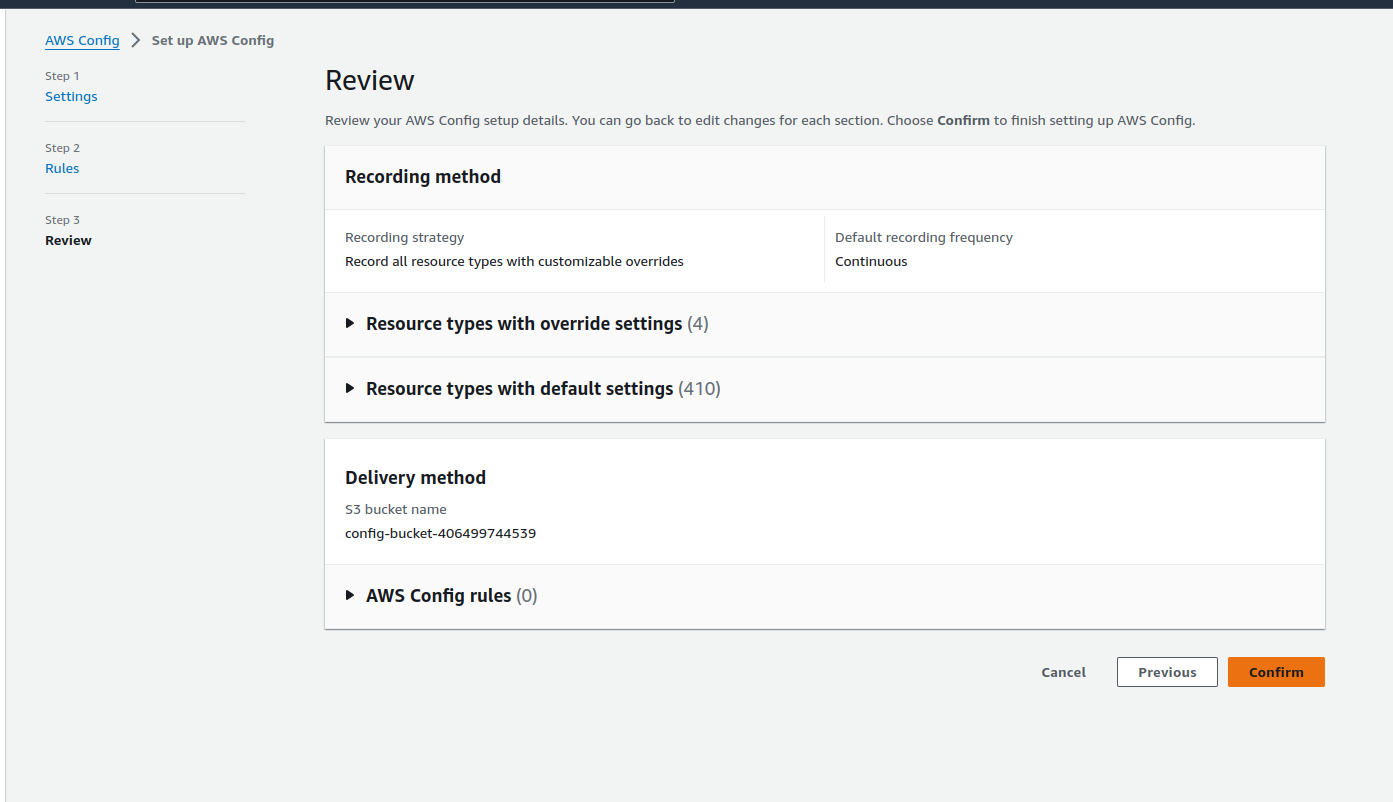 AWS Config > Set up AWS Config
Step 1
Settings
Step 2
Rules
Step 3
Review
Review
Review your AWS Config setup details. You can go back to edit changes for each section. Choose Confirm to finish setting up AWS Config.
Recording method
Recording strategy
Record all resource types with customizable overrides
Default recording frequency
Continuous
Resource types with override settings (4)
Resource types with default settings (410)
Delivery method
S3 bucket name
config-bucket-406499744539
AWS Config rules (0)
Cancel
Previous
Confirm